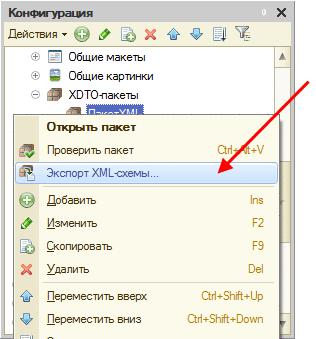 Конфигурация
Действия
Общие макеты
Общие картинки
XDTO-пакеты
ПакетXML
Открыть пакет
Проверить пакет Ctrl+Alt+V
Экспорт XML-схемы...
Добавить Ins
Изменить F2
Скопировать F9
Удалить Del
Переместить вверх Ctrl+Shift+Up
Переместить вниз Ctrl+Shift+Down